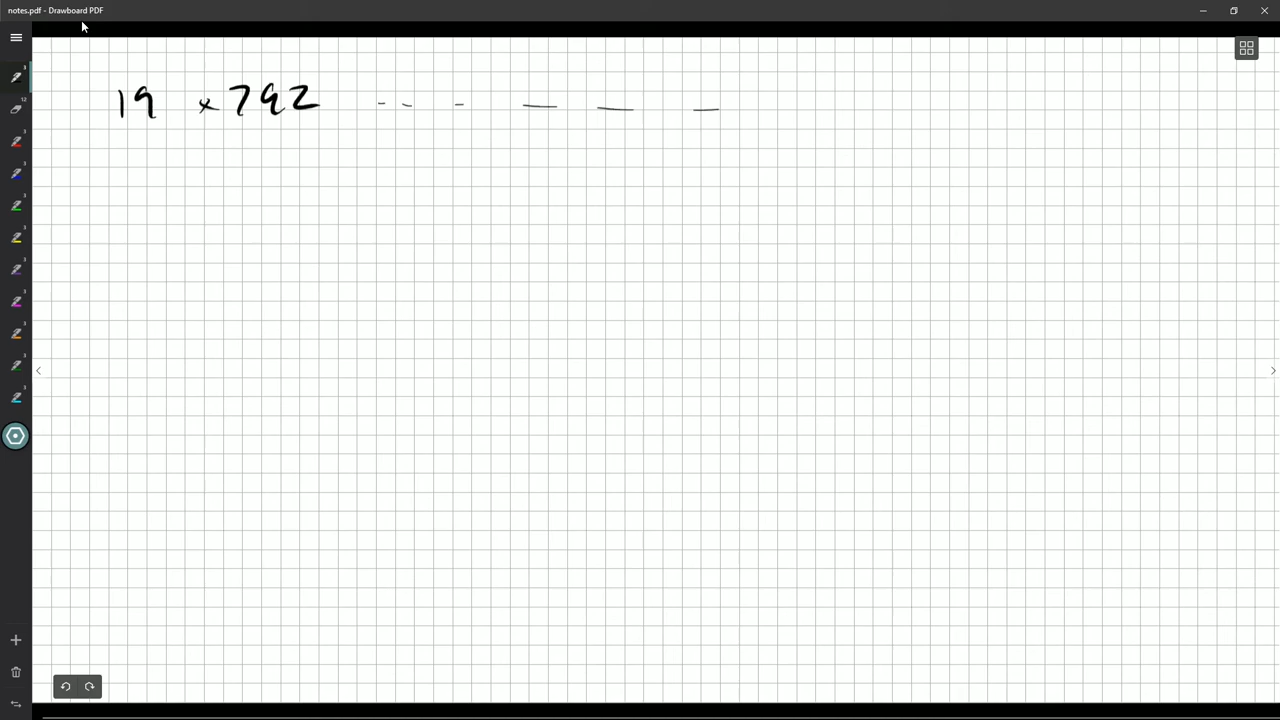 notes.pdf - Drawboard PDF
19 × 792 - - - — — —